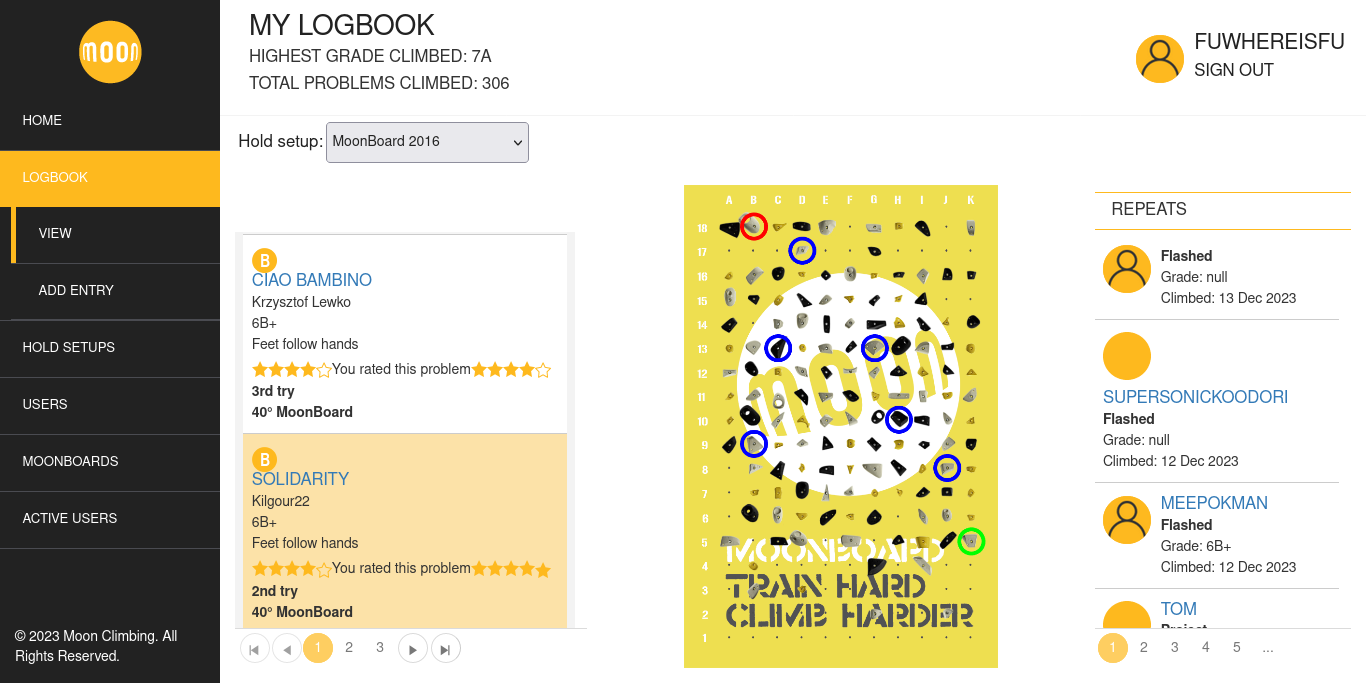 moon
HOME
LOGBOOK
VIEW
ADD ENTRY
HOLD SETUPS
USERS
MOONBOARDS
ACTIVE USERS
© 2023 Moon Climbing. All
Rights Reserved.
MY LOGBOOK
HIGHEST GRADE CLIMBED: 7A
TOTAL PROBLEMS CLIMBED: 306
FUWHEREISFU
SIGN OUT
Hold setup: MoonBoard 2016
B
CIAO BAMBINO
Krzysztof Lewko
6B+
Feet follow hands
You rated this problem
3rd try
40° MoonBoard
B
SOLIDARITY
Kilgour22
6B+
Feet follow hands
You rated this problem
2nd try
40° MoonBoard
1 2 3
A B C D E F G H I J K
18
17
16
15
14
13
12
11
10
9
8
7
6
5
4
3
2
1
moon
MOONBOARD
TRAIN HARD
CLIMB HARDER
REPEATS
Flashed
Grade: null
Climbed: 13 Dec 2023
SUPERSONICKOODORI
Flashed
Grade: null
Climbed: 12 Dec 2023
MEEPOKMAN
Flashed
Grade: 6B+
Climbed: 12 Dec 2023
TOM
Project
1 2 3 4 5 ...